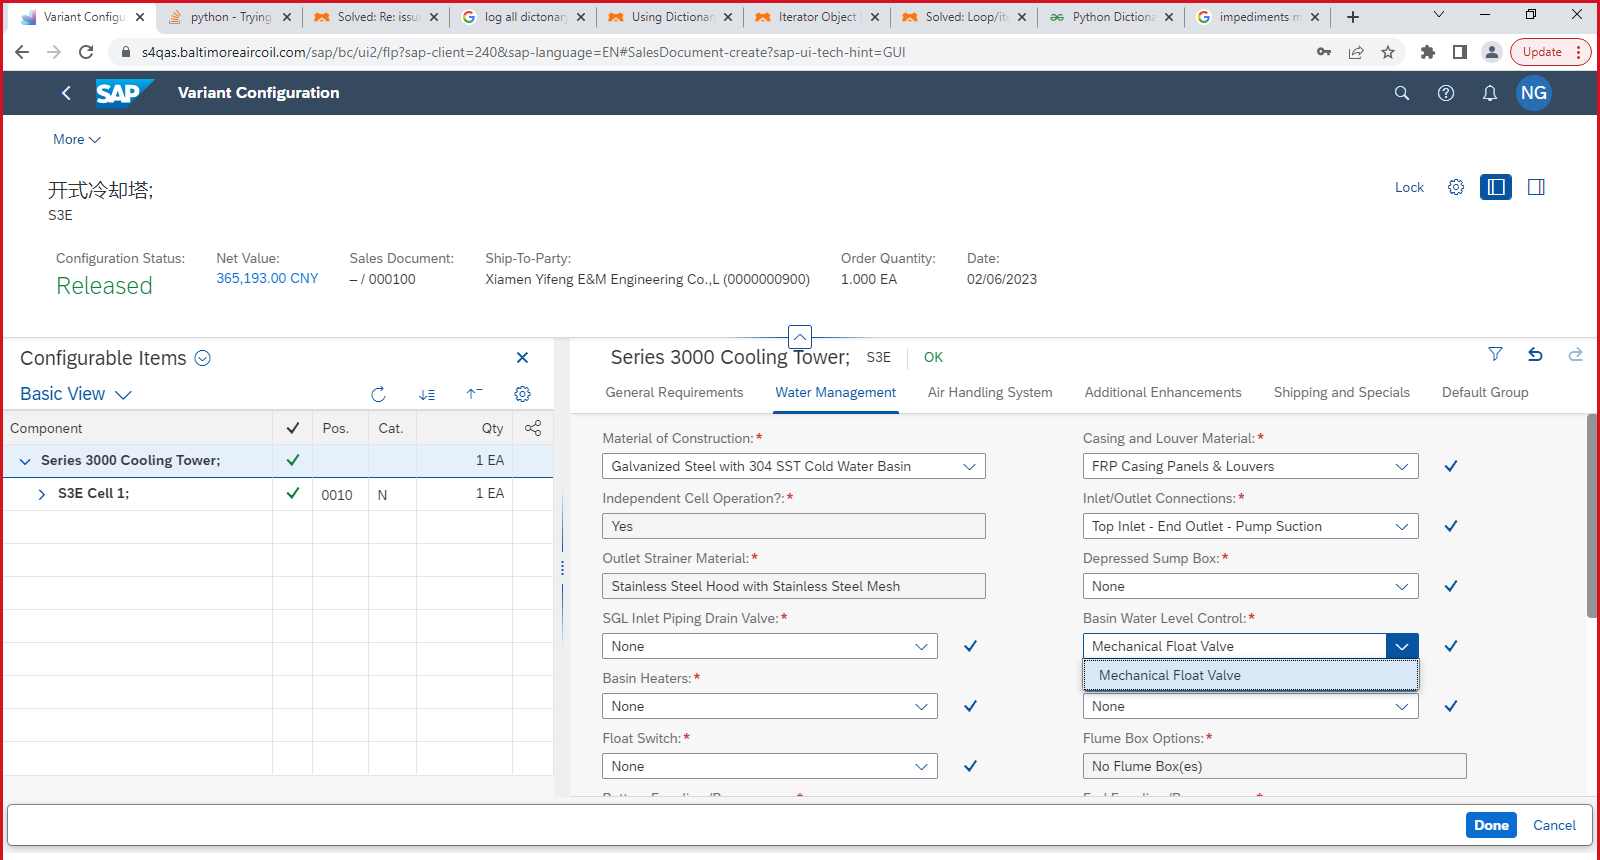 Variant Configu
python - Trying
Solved: Re: issu
log all dictonar
Using Dictionar
Iterator Object
Solved: Loop/ite
Python Dictiona
impediments m
s4qas.baltimoreaircoil.com/sap/bc/ui2/flp?sap-client=240&sap-language=EN#SalesDocument-create?sap-ui-tech-hint=GUI
Update
SAP
Variant Configuration
NG
More
开式冷却塔;
S3E
Lock
Configuration Status:
Released
Net Value:
365,193.00 CNY
Sales Document:
– / 000100
Ship-To-Party:
Xiamen Yifeng E&M Engineering Co.,L (0000000900)
Order Quantity:
1.000 EA
Date:
02/06/2023
Configurable Items
Basic View
Component Pos. Cat. Qty
Series 3000 Cooling Tower; 1 EA
S3E Cell 1; 0010 N 1 EA
Series 3000 Cooling Tower; S3E OK
General Requirements Water Management Air Handling System Additional Enhancements Shipping and Specials Default Group
Material of Construction:*
Galvanized Steel with 304 SST Cold Water Basin
Casing and Louver Material:*
FRP Casing Panels & Louvers
Independent Cell Operation?:*
Yes
Inlet/Outlet Connections:*
Top Inlet - End Outlet - Pump Suction
Outlet Strainer Material:*
Stainless Steel Hood with Stainless Steel Mesh
Depressed Sump Box:*
None
SGL Inlet Piping Drain Valve:*
None
Basin Water Level Control:*
Mechanical Float Valve
Mechanical Float Valve
Basin Heaters:*
None
None
Float Switch:*
None
Flume Box Options:*
No Flume Box(es)
Done
Cancel